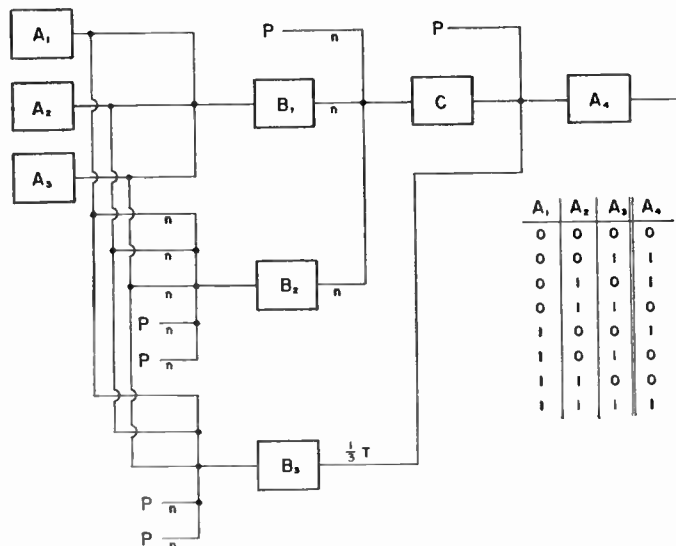 A₁
P n
P
A₂
B₁ n
C
A₄
A₃
n
n
n
B₂ n
P n
P n
B₃ 1/3 T
P n
P n
A₁ A₂ A₃ A₄
0 0 0 0
0 0 1 1
0 1 0 1
0 1 1 0
1 0 0 1
1 0 1 0
1 1 0 0
1 1 1 1